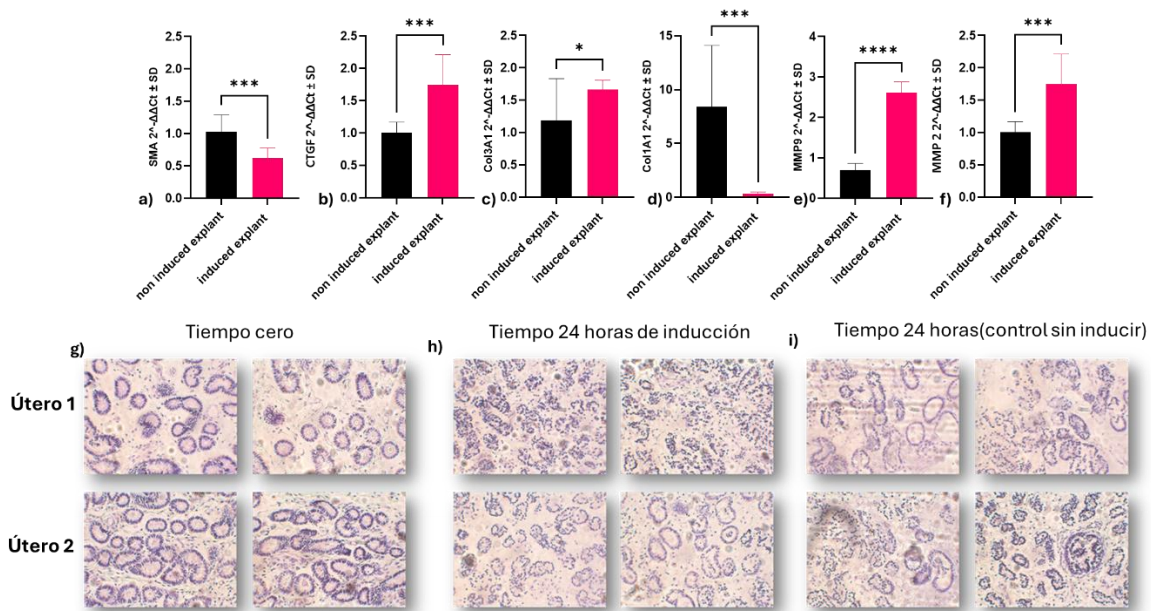 SMA 2^-ΔΔCt ± SD
2.5
2.0
1.5
1.0
0.5
0.0
***
a)
non induced explant
induced explant
CTGF 2^-ΔΔCt ± SD
2.5
2.0
1.5
1.0
0.5
0.0
***
b)
non induced explant
induced explant
Col3A1 2^-ΔΔCt ± SD
2.5
2.0
1.5
1.0
0.5
0.0
*
c)
non induced explant
induced explant
Col1A1 2^-ΔΔCt ± SD
15
10
5
0
***
d)
non induced explant
induced explant
MMP9 2^-ΔΔCt ± SD
4
3
2
1
0
****
e)
non induced explant
induced explant
MMP 2 2^-ΔΔCt ± SD
2.5
2.0
1.5
1.0
0.5
0.0
***
f)
non induced explant
induced explant
Tiempo cero
g)
Tiempo 24 horas de inducción
h)
Tiempo 24 horas(control sin inducir)
i)
Útero 1
Útero 2